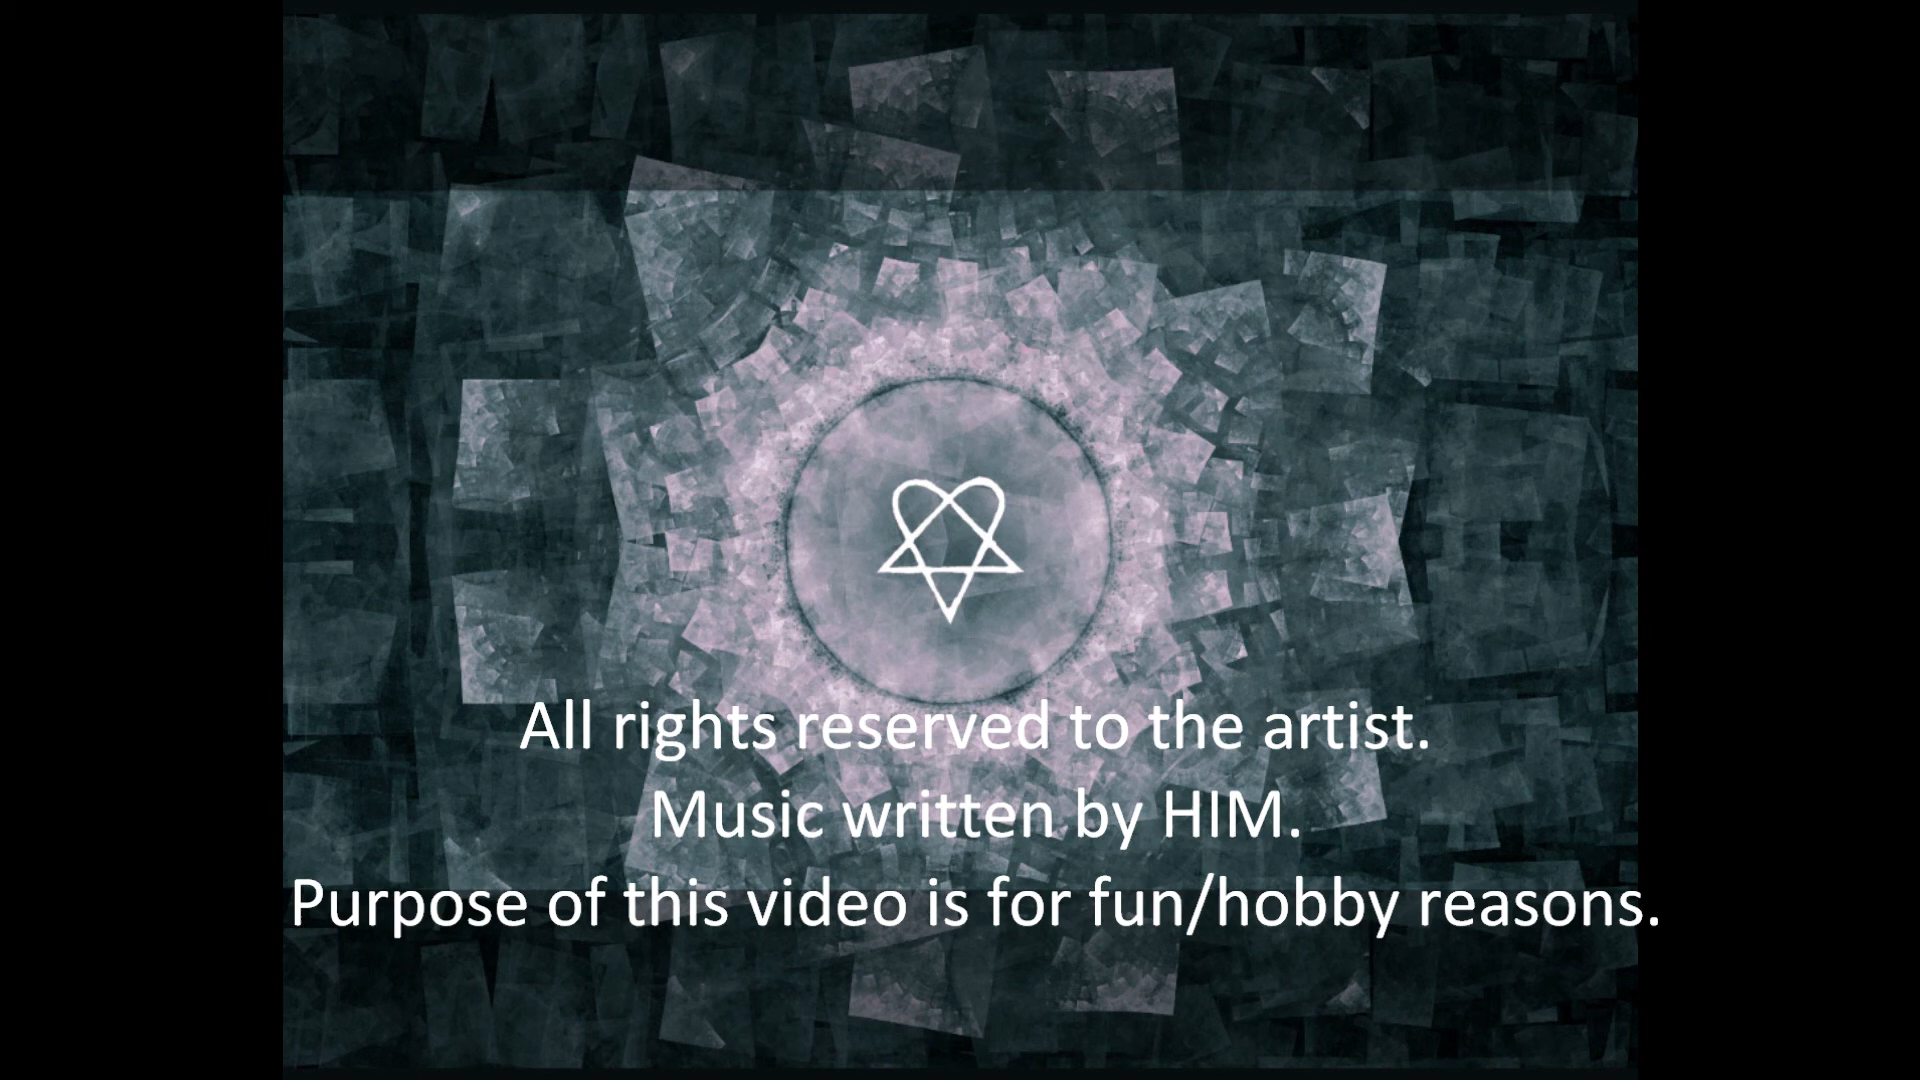 All rights reserved to the artist.
Music written by HIM.
Purpose of this video is for fun/hobby reasons.